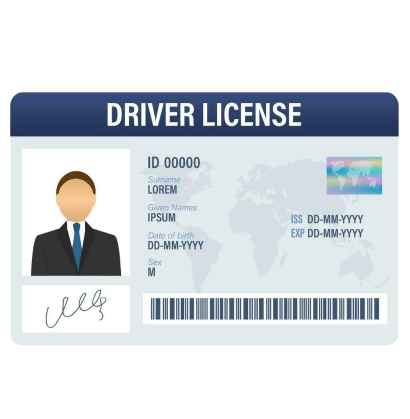 DRIVER LICENSE
ID 00000
Surname
LOREM
Given Names
IPSUM
Date of birth
DD-MM-YYYY
Sex
M
ISS DD-MM-YYYY
EXP DD-MM-YYYY